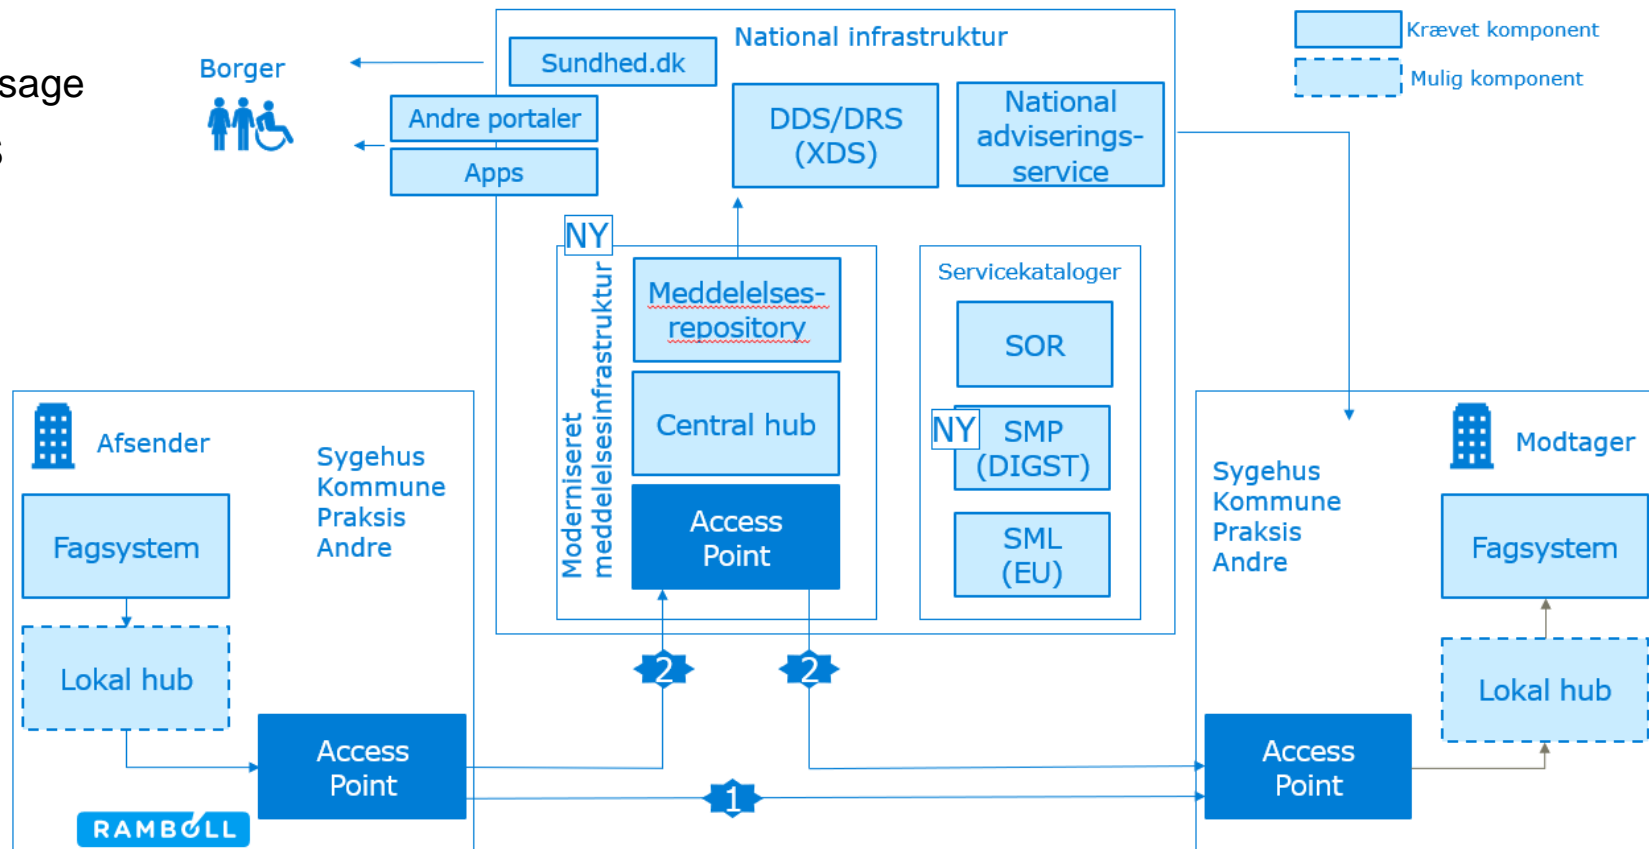 sage
s
Borger
Sundhed.dk
Andre portaler
Apps
National infrastruktur
DDS/DRS
(XDS)
National
adviserings-
service
Krævet komponent
Mulig komponent
NY
Moderniseret
meddelelsesinfrastruktur
Meddelelses-
repository
Central hub
Access
Point
Servicekataloger
SOR
NY
SMP
(DIGST)
SML
(EU)
Afsender
Sygehus
Kommune
Praksis
Andre
Fagsystem
Lokal hub
Access
Point
RAMBOLL
2
2
1
Modtager
Sygehus
Kommune
Praksis
Andre
Fagsystem
Lokal hub
Access
Point